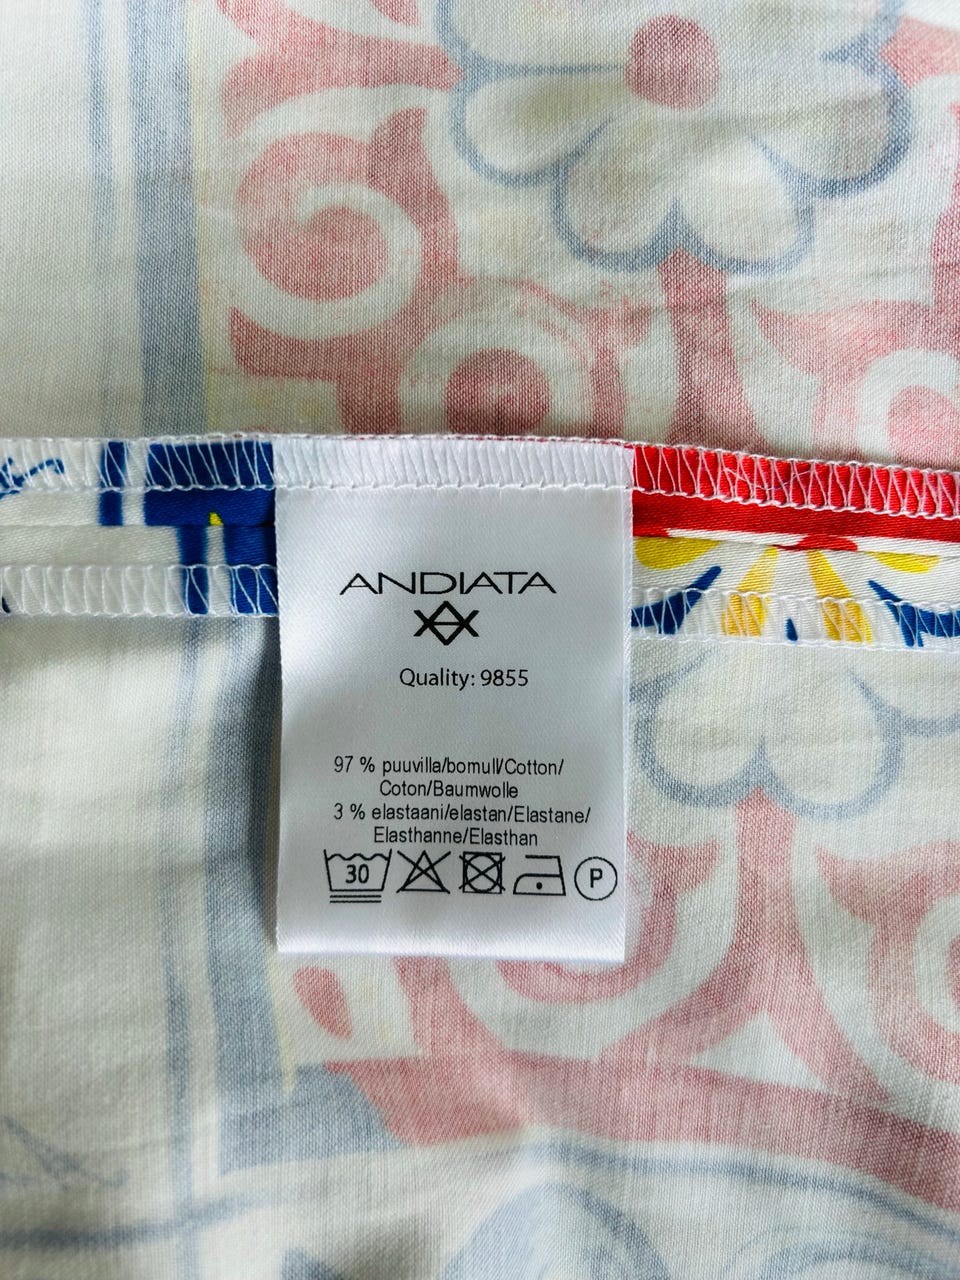 ANDIATA
Quality: 9855
97 % puuvilla/bomull/Cotton/
Coton/Baumwolle
3 % elastaani/elastan/Elastane/
Elasthanne/Elasthan
30 P